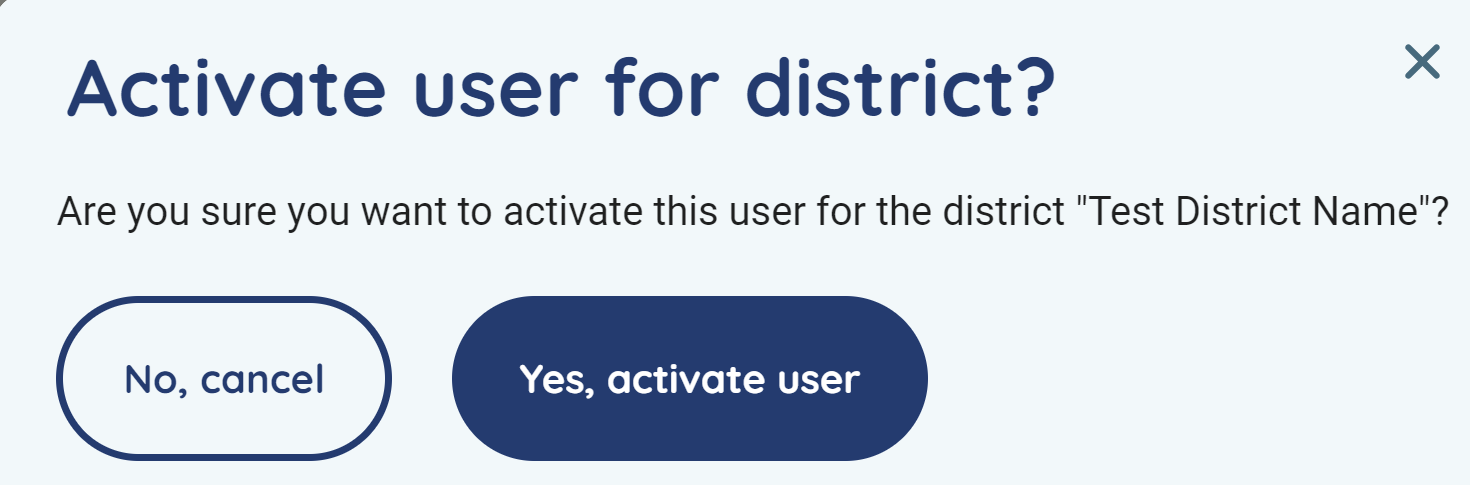 Activate user for district?
Are you sure you want to activate this user for the district "Test District Name"?
No, cancel
Yes, activate user